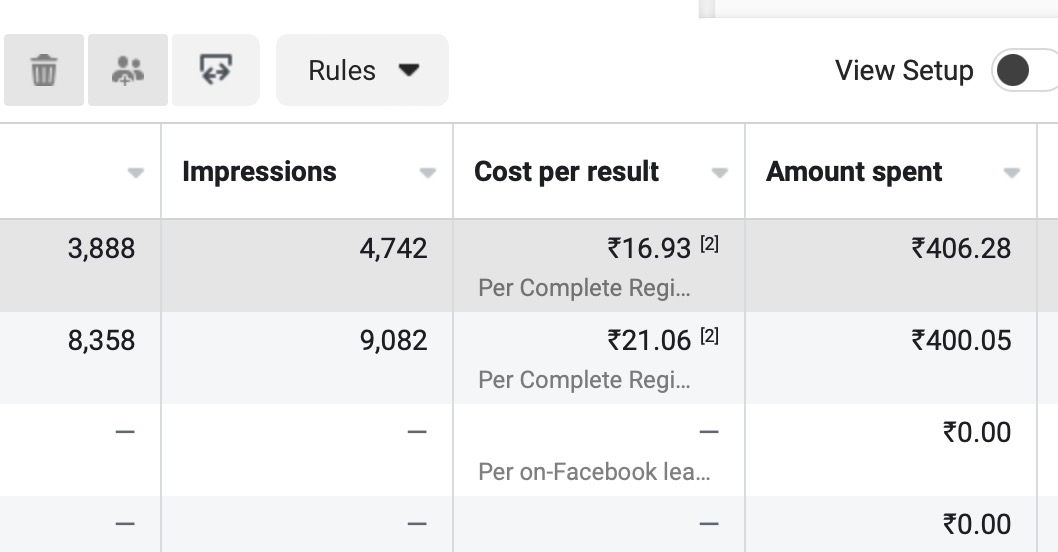 Rules
View Setup
Impressions
Cost per result
Amount spent
3,888
4,742
₹16.93 [2]
₹406.28
Per Complete Regi...
8,358
9,082
₹21.06 [2]
₹400.05
Per Complete Regi...
—
—
—
₹0.00
Per on-Facebook lea...
—
—
—
₹0.00